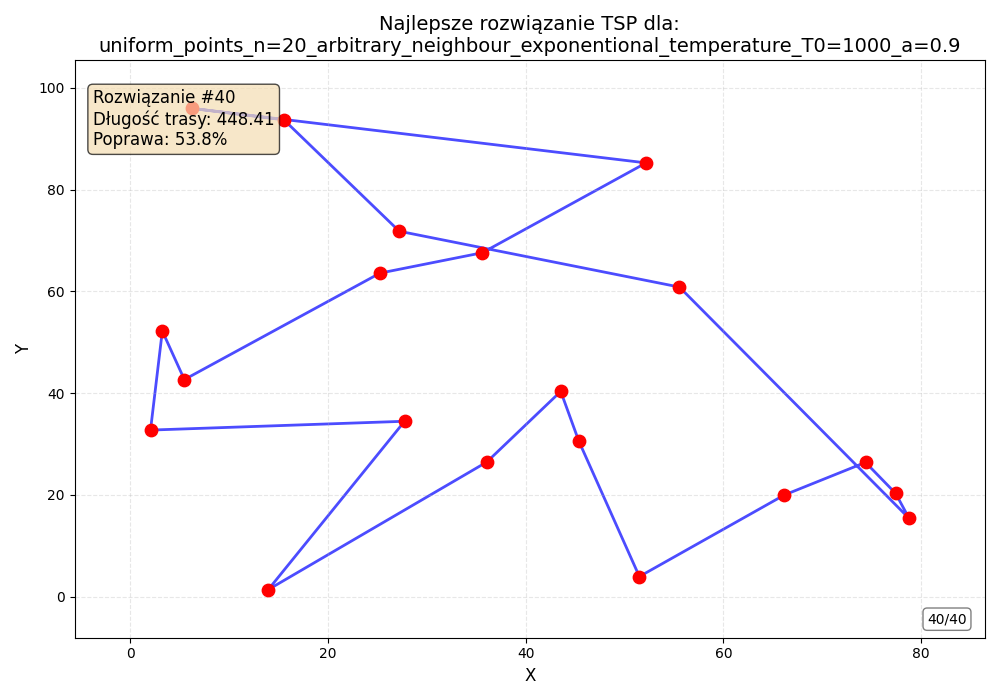 Najlepsze rozwiązanie TSP dla:
uniform_points_n=20_arbitrary_neighbour_exponentional_temperature_T0=1000_a=0.9
Rozwiązanie #40
Długość trasy: 448.41
Poprawa: 53.8%
100
80
60
40
20
0
Y
0 20 40 60 80
X
40/40